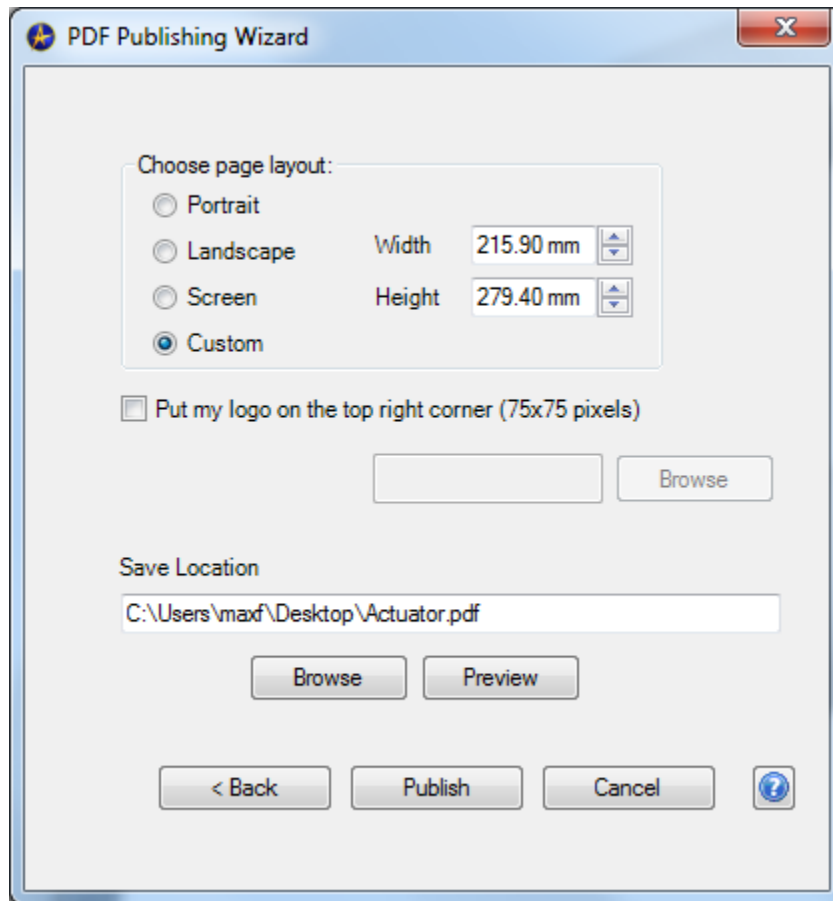 PDF Publishing Wizard
Choose page layout:
Portrait
Landscape
Width 215.90 mm
Screen
Height 279.40 mm
Custom
Put my logo on the top right corner (75x75 pixels)
Browse
Save Location
C:\Users\maxf\Desktop\Actuator.pdf
Browse Preview
< Back Publish Cancel ?